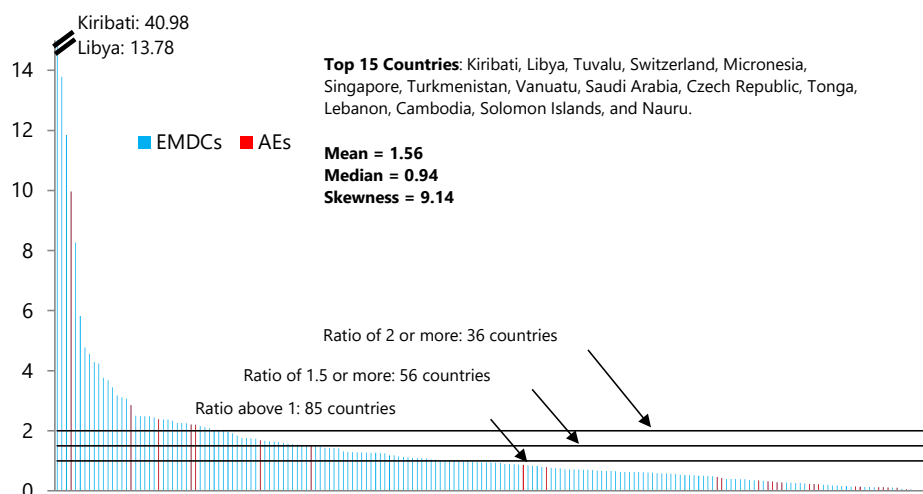 Kiribati: 40.98
Libya: 13.78
Top 15 Countries: Kiribati, Libya, Tuvalu, Switzerland, Micronesia,
Singapore, Turkmenistan, Vanuatu, Saudi Arabia, Czech Republic, Tonga,
Lebanon, Cambodia, Solomon Islands, and Nauru.
EMDCs AEs
Mean = 1.56
Median = 0.94
Skewness = 9.14
Ratio of 2 or more: 36 countries
Ratio of 1.5 or more: 56 countries
Ratio above 1: 85 countries
14
12
10
8
6
4
2
0